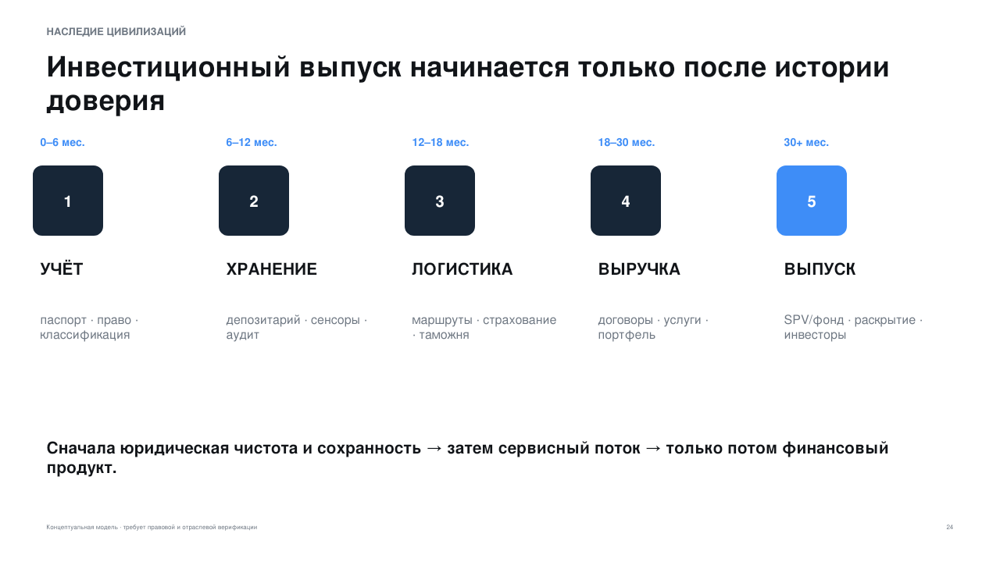 НАСЛЕДИЕ ЦИВИЛИЗАЦИЙ
Инвестиционный выпуск начинается только после истории
доверия
0–6 мес.
6–12 мес.
12–18 мес.
18–30 мес.
30+ мес.
1
2
3
4
5
УЧЁТ
ХРАНЕНИЕ
ЛОГИСТИКА
ВЫРУЧКА
ВЫПУСК
паспорт · право ·
классификация
депозитарий · сенсоры ·
аудит
маршруты · страхование
· таможня
договоры · услуги ·
портфель
SPV/фонд · раскрытие ·
инвесторы
Сначала юридическая чистота и сохранность → затем сервисный поток → только потом финансовый
продукт.
Концептуальная модель · требует правовой и отраслевой верификации
24